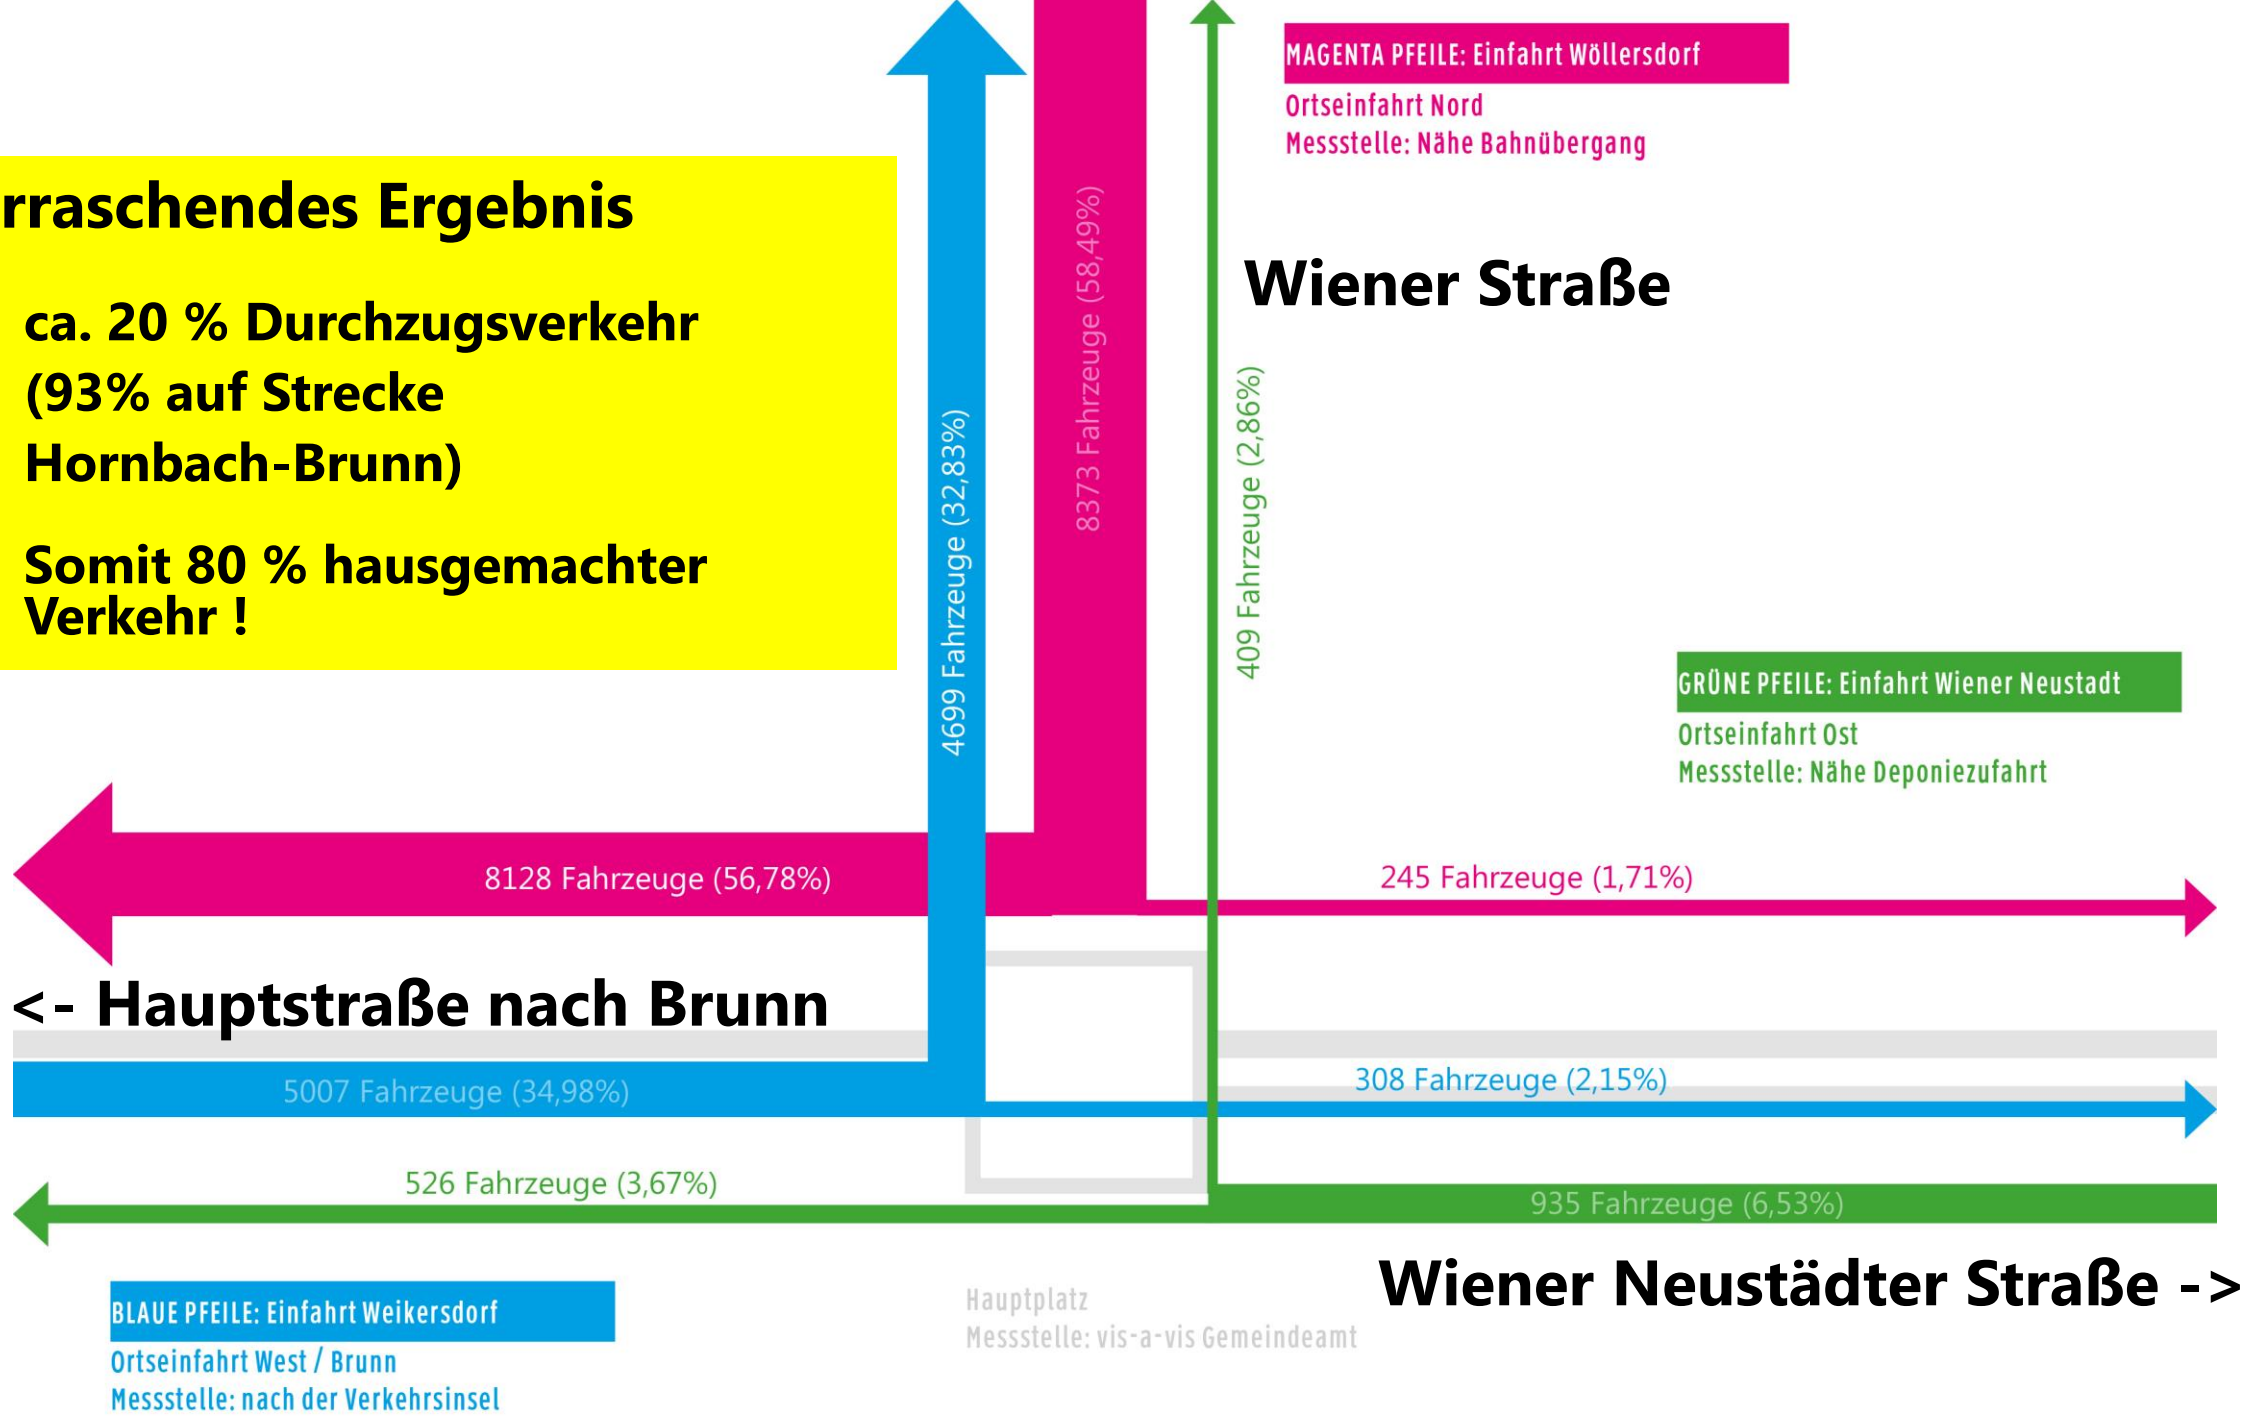 MAGENTA PFEILE: Einfahrt Wöllersdorf
Ortseinfahrt Nord
Messstelle: Nähe Bahnübergang
rraschendes Ergebnis
ca. 20 % Durchzugsverkehr
(93% auf Strecke
Hornbach-Brunn)
Somit 80 % hausgemachter
Verkehr !
4699 Fahrzeuge (32,83%)
8373 Fahrzeuge (58,49%)
409 Fahrzeuge (2,86%)
Wiener Straße
GRÜNE PFEILE: Einfahrt Wiener Neustadt
Ortseinfahrt Ost
Messstelle: Nähe Deponiezufahrt
8128 Fahrzeuge (56,78%)
245 Fahrzeuge (1,71%)
<- Hauptstraße nach Brunn
5007 Fahrzeuge (34,98%)
308 Fahrzeuge (2,15%)
526 Fahrzeuge (3,67%)
935 Fahrzeuge (6,53%)
Wiener Neustädter Straße ->
BLAUE PFEILE: Einfahrt Weikersdorf
Ortseinfahrt West / Brunn
Messstelle: nach der Verkehrsinsel
Hauptplatz
Messstelle: vis-a-vis Gemeindeamt